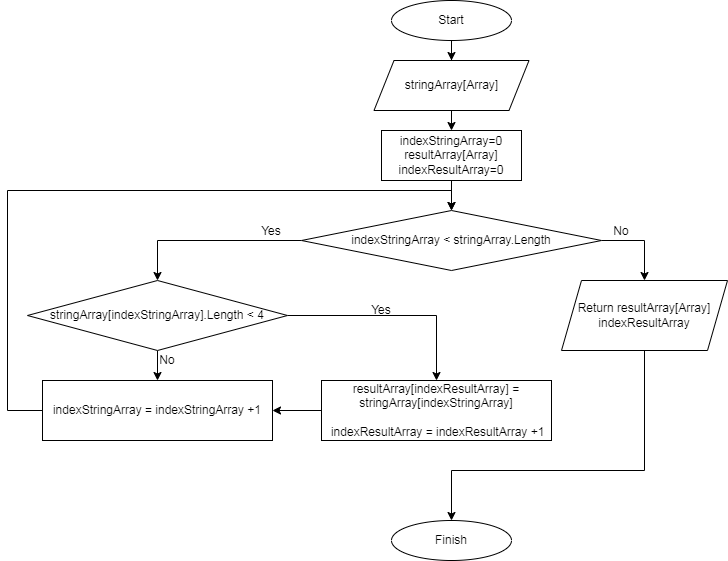 Start
stringArray[Array]
indexStringArray=0
resultArray[Array]
indexResultArray=0
indexStringArray < stringArray.Length
Yes
No
stringArray[indexStringArray].Length < 4
Yes
No
Return resultArray[Array]
indexResultArray
indexStringArray = indexStringArray +1
resultArray[indexResultArray] =
stringArray[indexStringArray]
indexResultArray = indexResultArray +1
Finish